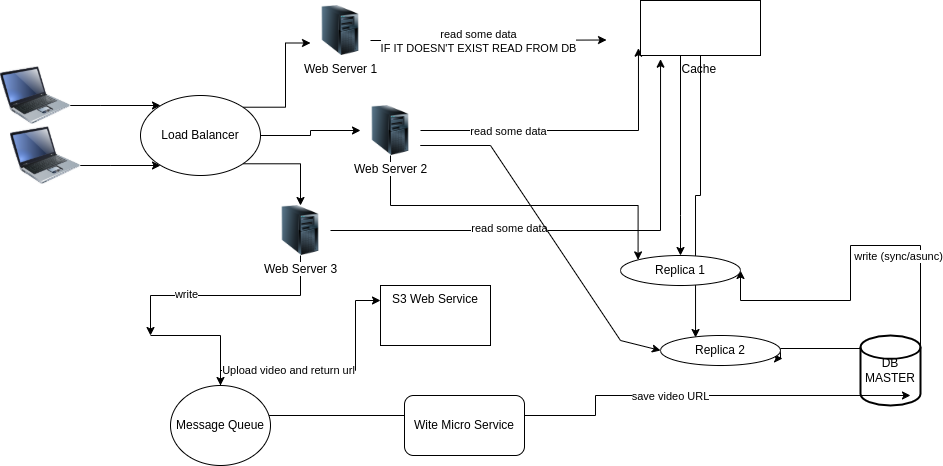 read some data
IF IT DOESN'T EXIST READ FROM DB
Web Server 1
Cache
Load Balancer
read some data
Web Server 2
read some data
Web Server 3
write (sync/asunc)
Replica 1
write
S3 Web Service
Replica 2
DB
MASTER
Upload video and return url
save video URL
Message Queue
Wite Micro Service